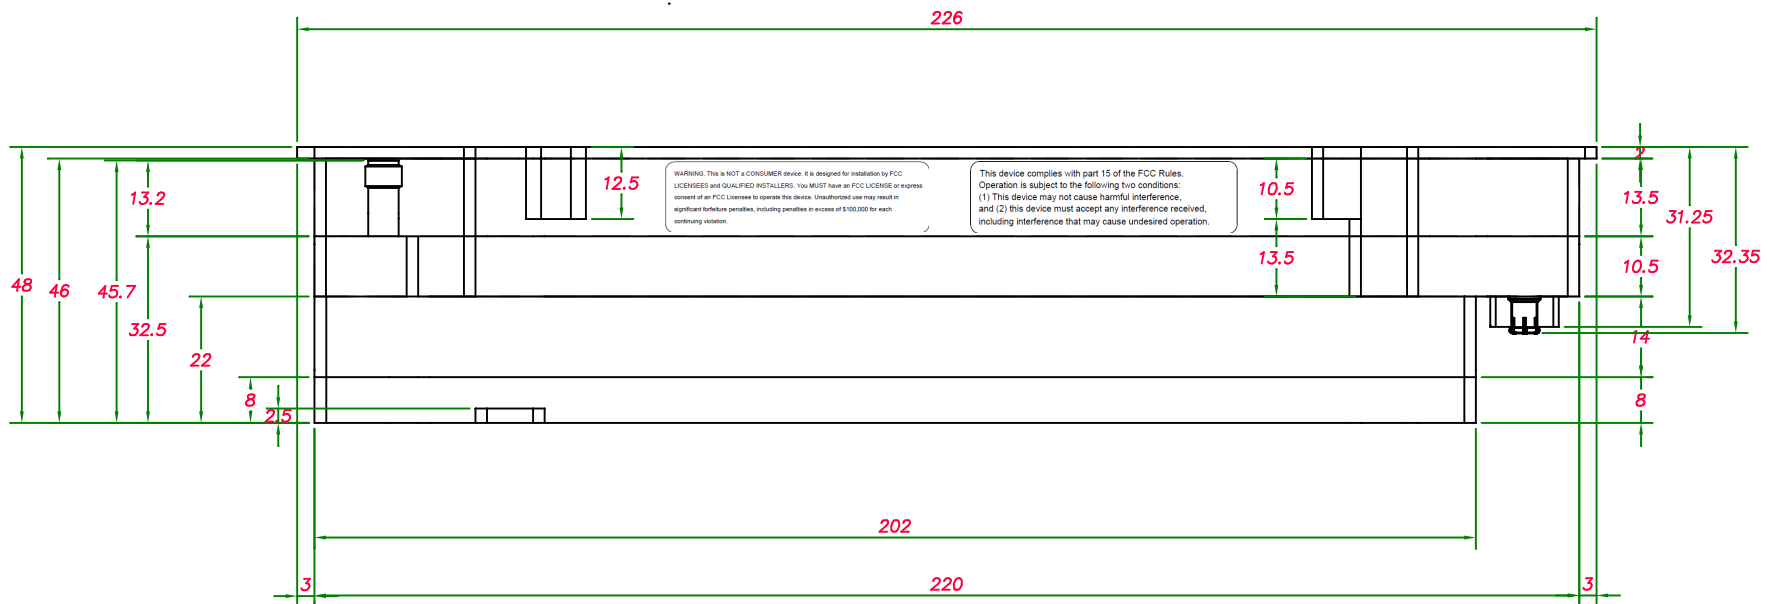 226
2
12.5
WARNING. This is NOT a CONSUMER device. It is designed for installation by FCC
LICENSEES and QUALIFIED INSTALLERS. You MUST have an FCC LICENSE or express
consent of an FCC Licensee to operate this device. Unauthorized use may result in
significant forfeiture penalties, including penalties in excess of $100,000 for each
continuing violation.
This device complies with part 15 of the FCC Rules.
Operation is subject to the following two conditions:
(1) This device may not cause harmful interference,
and (2) this device must accept any interference received,
including interference that may cause undesired operation.
10.5
13.2
13.5
31.25
13.5
32.35
10.5
48
46
45.7
32.5
14
22
8
2.5
8
202
3
220
3